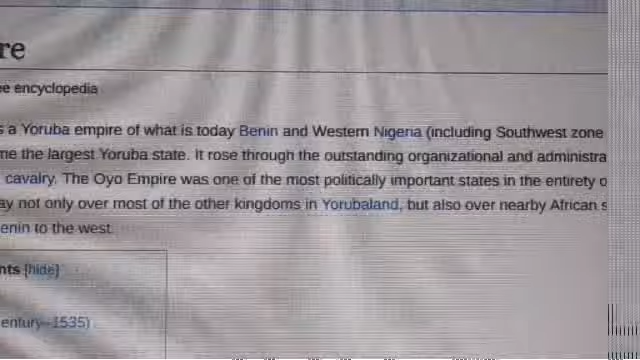 re
e encyclopedia
s a Yoruba empire of what is today Benin and Western Nigeria (including Southwest zone
me the largest Yoruba state. It rose through the outstanding organizational and administra
cavalry. The Oyo Empire was one of the most politically important states in the entirety o
ay not only over most of the other kingdoms in Yorubaland, but also over nearby African s
enin to the west.
nts [hide]
entury–1535)